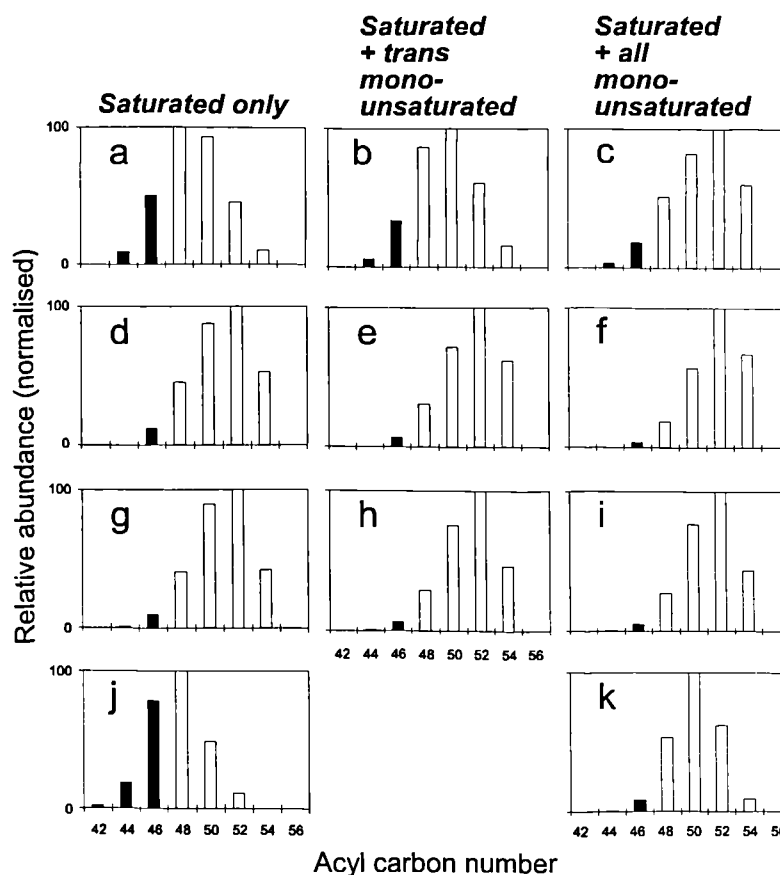 Saturated only
Saturated
+ trans
mono-
unsaturated
Saturated
+ all
mono-
unsaturated
Relative abundance (normalised)
100
0
a
b
c
100
0
d
e
f
100
0
g
h
i
42 44 46 48 50 52 54 56
100
0
j
k
42 44 46 48 50 52 54 56
42 44 46 48 50 52 54 56
Acyl carbon number